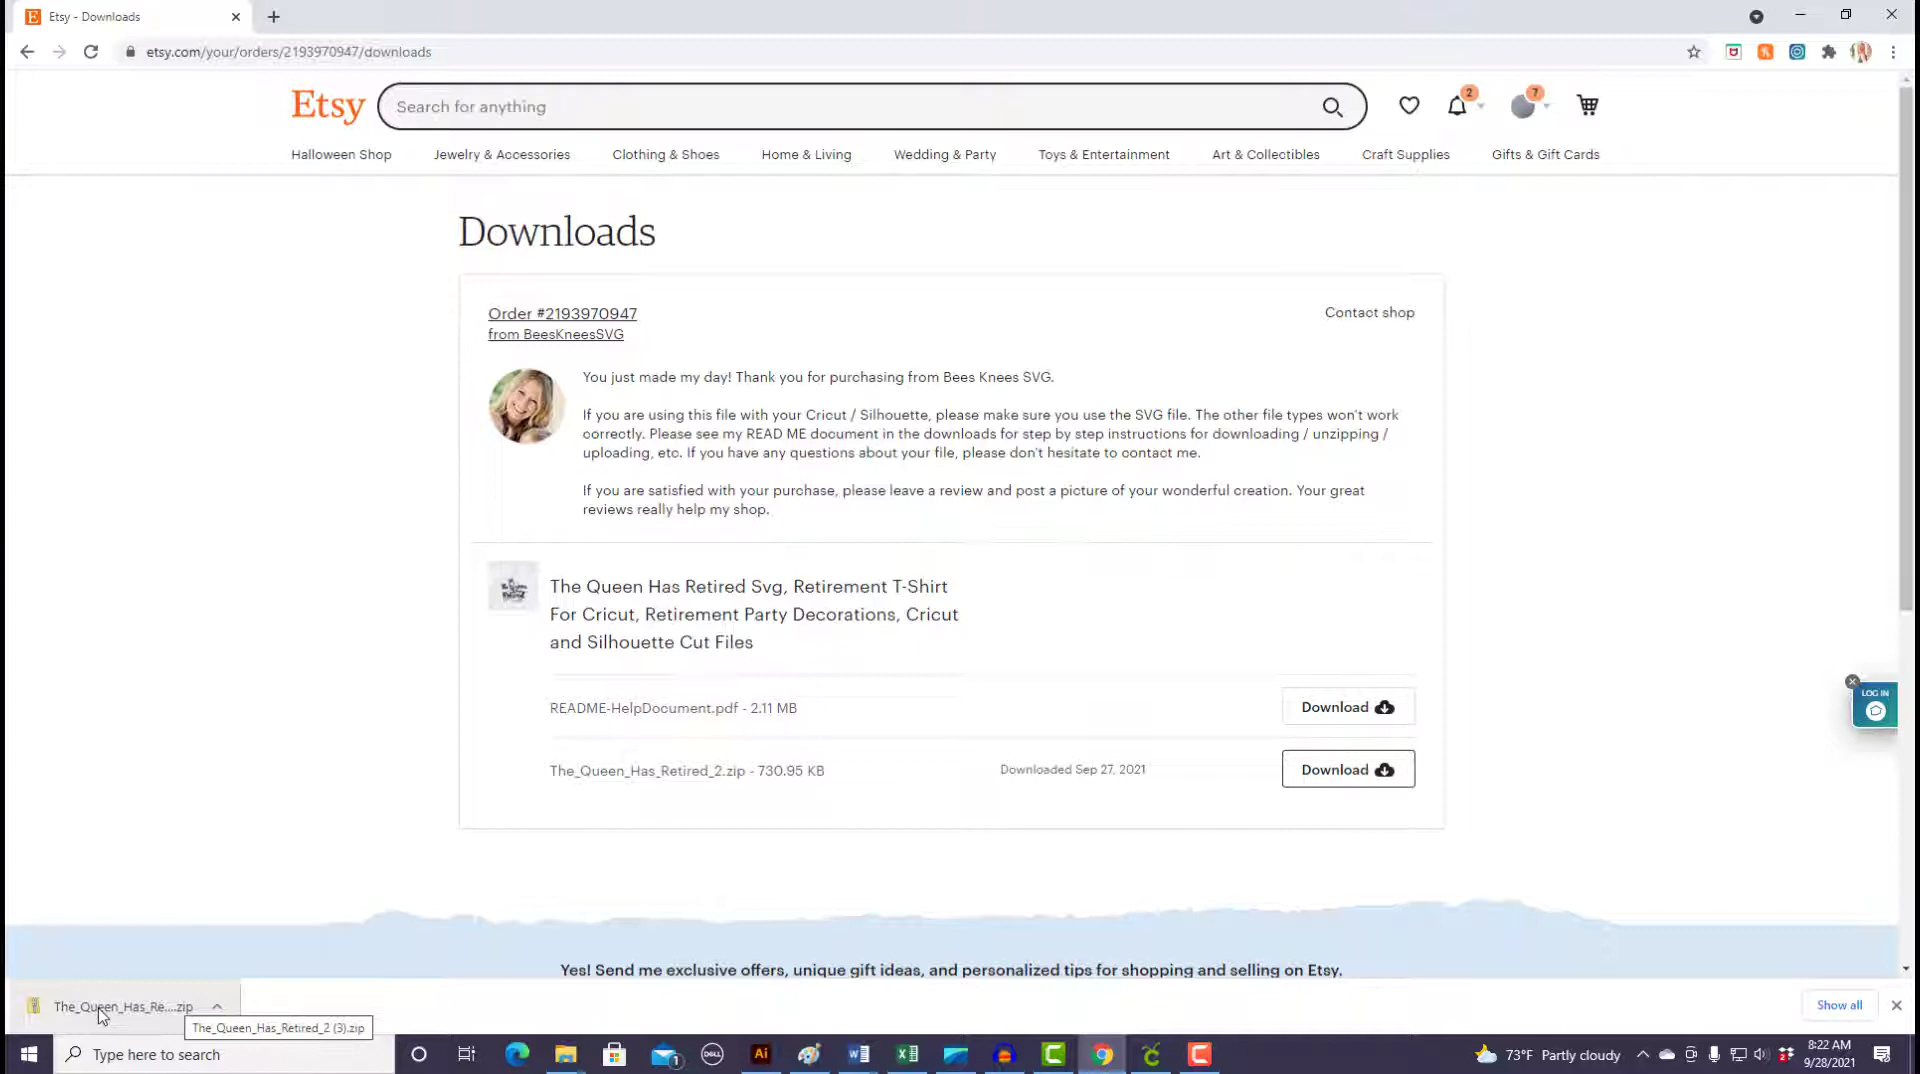 Etsy - Downloads
etsy.com/your/orders/2193970947/downloads
Etsy
Search for anything
2
7
Halloween Shop
Jewelry & Accessories
Clothing & Shoes
Home & Living
Wedding & Party
Toys & Entertainment
Art & Collectibles
Craft Supplies
Gifts & Gift Cards
Downloads
Order #2193970947
Contact shop
from BeesKneesSVG
You just made my day! Thank you for purchasing from Bees Knees SVG.
If you are using this file with your Cricut / Silhouette, please make sure you use the SVG file. The other file types won't work
correctly. Please see my READ ME document in the downloads for step by step instructions for downloading / unzipping /
uploading, etc. If you have any questions about your file, please don't hesitate to contact me.
If you are satisfied with your purchase, please leave a review and post a picture of your wonderful creation. Your great
reviews really help my shop.
The Queen Has Retired Svg, Retirement T-Shirt
For Cricut, Retirement Party Decorations, Cricut
and Silhouette Cut Files
LOG IN
README-HelpDocument.pdf - 2.11 MB
Download
The_Queen_Has_Retired_2.zip - 730.95 KB
Downloaded Sep 27, 2021
Download
Yes! Send me exclusive offers, unique gift ideas, and personalized tips for shopping and selling on Etsy.
The_Queen_Has_Re....zip
Show all
The_Queen_Has_Retired_2 (3).zip
Type here to search
1
DELL
Ai
73°F Partly cloudy
8:22 AM
9/28/2021